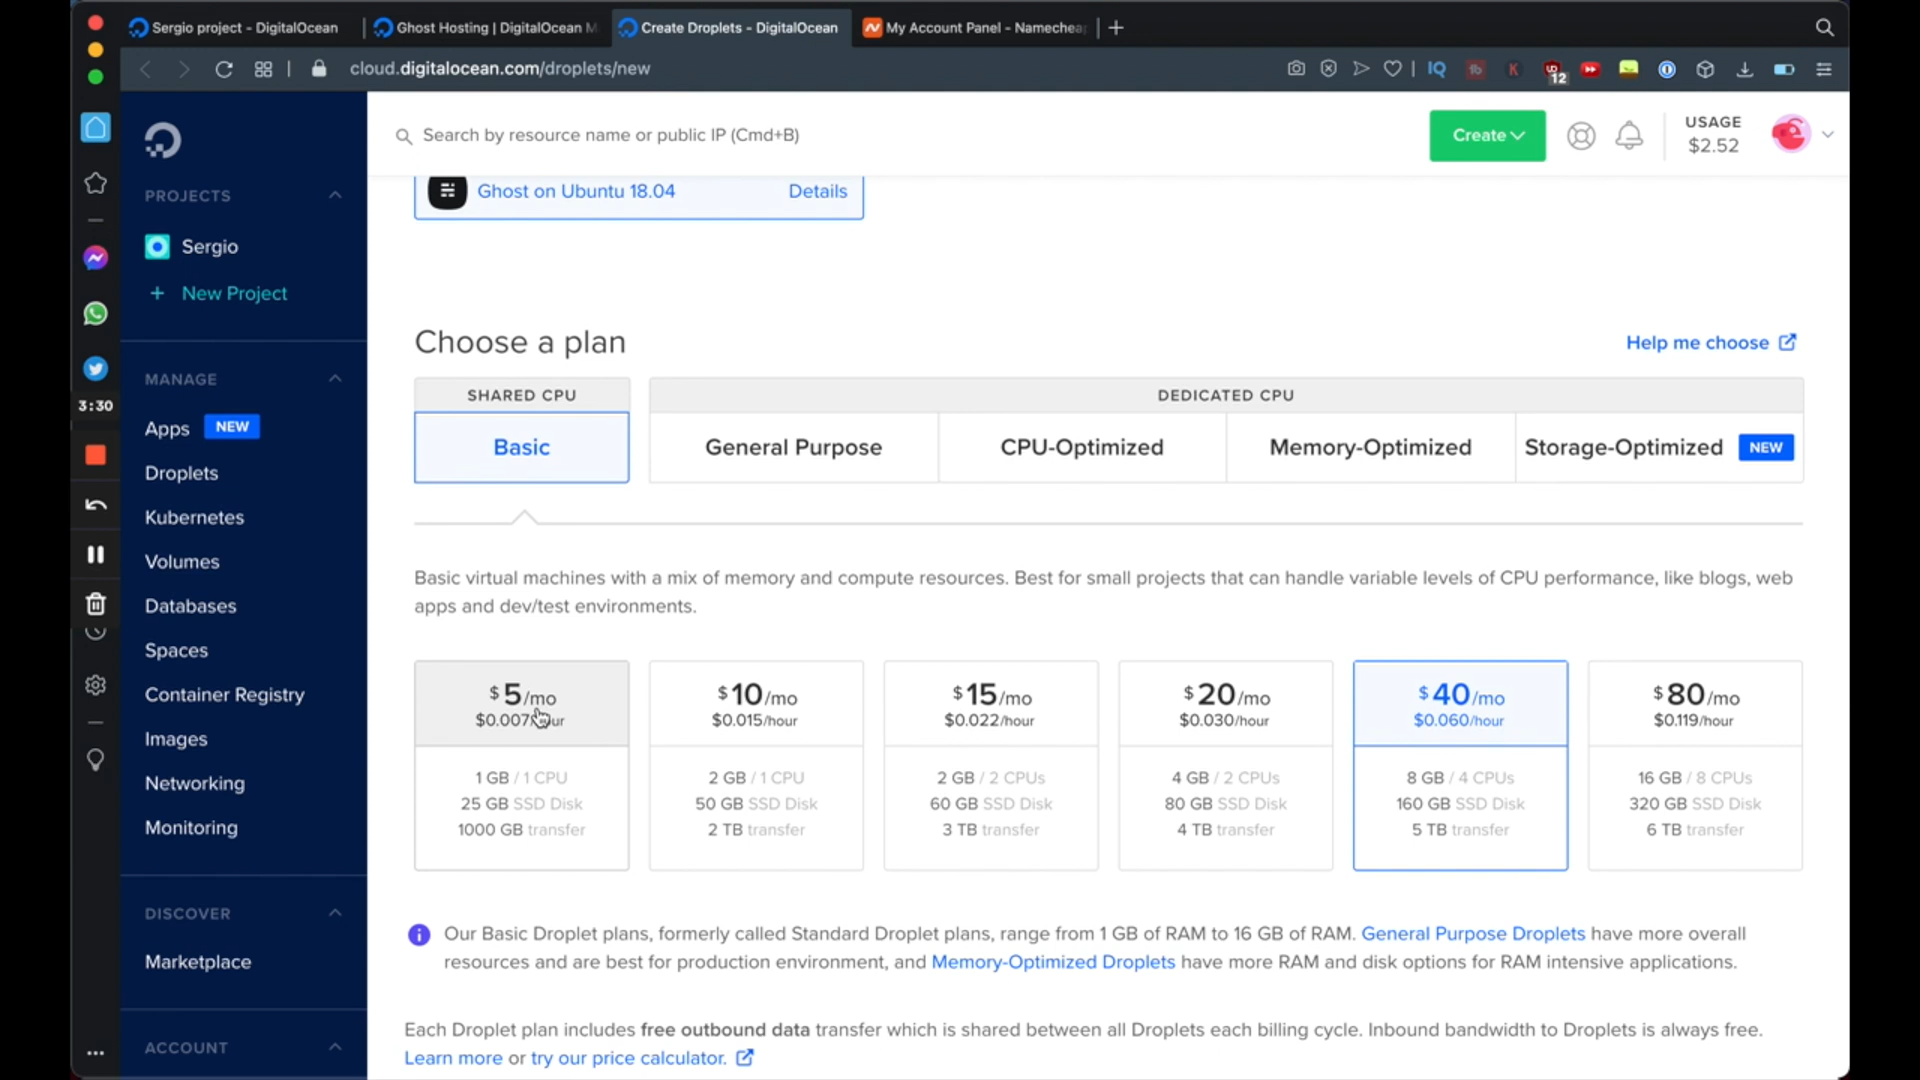 Sergio project - DigitalOcean
Ghost Hosting | DigitalOcean M
Create Droplets - DigitalOcean
My Account Panel - Namecheap
cloud.digitalocean.com/droplets/new
IQ
fb
K
12
Search by resource name or public IP (Cmd+B)
Create
USAGE
$2.52
PROJECTS
Sergio
+ New Project
MANAGE
3:30
Apps NEW
Droplets
Kubernetes
Volumes
Databases
Spaces
Container Registry
Images
Networking
Monitoring
DISCOVER
Marketplace
ACCOUNT
Ghost on Ubuntu 18.04 Details
Choose a plan
Help me choose
SHARED CPU
DEDICATED CPU
Basic
General Purpose
CPU-Optimized
Memory-Optimized
Storage-Optimized NEW
Basic virtual machines with a mix of memory and compute resources. Best for small projects that can handle variable levels of CPU performance, like blogs, web
apps and dev/test environments.
$5/mo
1 GB / 1 CPU
25 GB SSD Disk
1000 GB transfer
$10/mo
$0.015/hour
2 GB / 1 CPU
50 GB SSD Disk
2 TB transfer
$15/mo
$0.022/hour
2 GB / 2 CPUs
60 GB SSD Disk
3 TB transfer
$20/mo
$0.030/hour
4 GB / 2 CPUs
80 GB SSD Disk
4 TB transfer
$40/mo
$0.060/hour
8 GB / 4 CPUs
160 GB SSD Disk
5 TB transfer
$80/mo
$0.119/hour
16 GB / 8 CPUs
320 GB SSD Disk
6 TB transfer
Our Basic Droplet plans, formerly called Standard Droplet plans, range from 1 GB of RAM to 16 GB of RAM. General Purpose Droplets have more overall
resources and are best for production environment, and Memory-Optimized Droplets have more RAM and disk options for RAM intensive applications.
Each Droplet plan includes free outbound data transfer which is shared between all Droplets each billing cycle. Inbound bandwidth to Droplets is always free.
Learn more or try our price calculator.